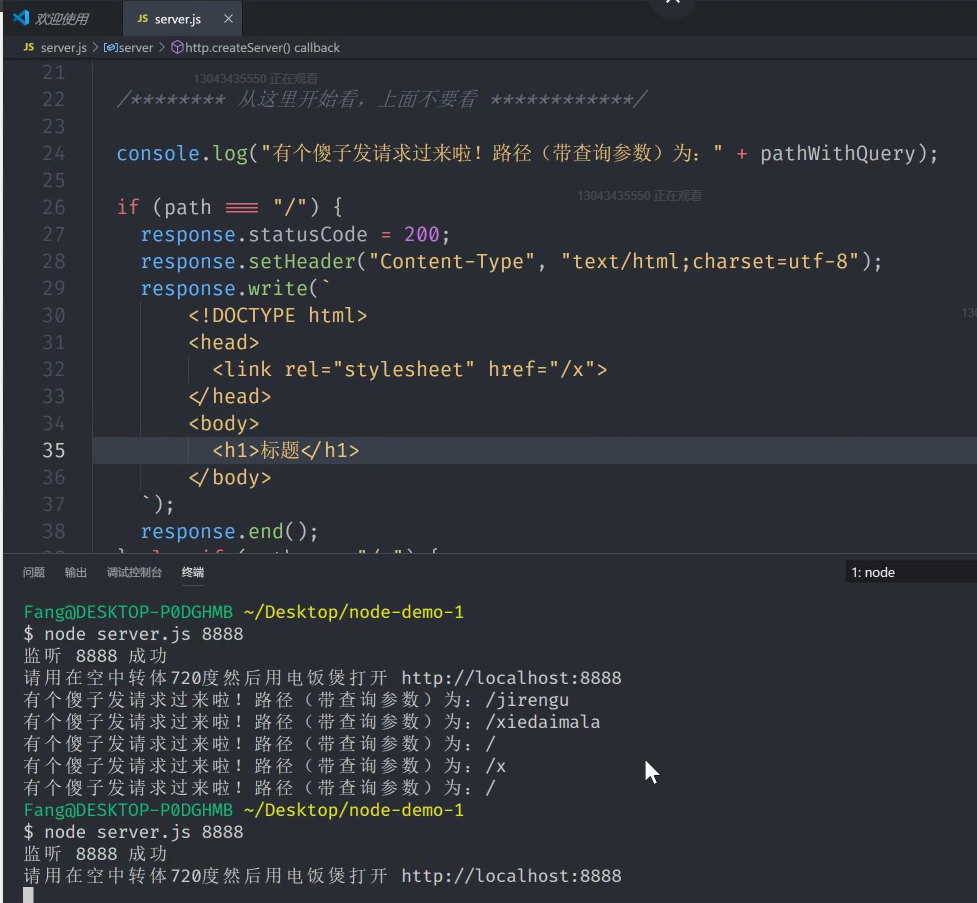 欢迎使用 JS server.js ×
JS server.js > server > http.createServer() callback
21
13043435550 正在观看
22 /******** 从这里开始看，上面不要看 ************/
23
24 console.log("有个傻子发请求过来啦！路径（带查询参数）为：" + pathWithQuery);
25
13043435550 正在观看
26 if (path === "/") {
27 response.statusCode = 200;
28 response.setHeader("Content-Type", "text/html;charset=utf-8");
29 response.write(`
30 <!DOCTYPE html>
31 <head>
32 <link rel="stylesheet" href="/x">
33 </head>
34 <body>
35 <h1>标题</h1>
36 </body>
37 `);
38 response.end();
问题 输出 调试控制台 终端 1: node
Fang@DESKTOP-P0DGHMB ~/Desktop/node-demo-1
$ node server.js 8888
监听 8888 成功
请用在空中转体720度然后用电饭煲打开 http://localhost:8888
有个傻子发请求过来啦！路径（带查询参数）为：/jirengu
有个傻子发请求过来啦！路径（带查询参数）为：/xiedaimala
有个傻子发请求过来啦！路径（带查询参数）为：/
有个傻子发请求过来啦！路径（带查询参数）为：/x
有个傻子发请求过来啦！路径（带查询参数）为：/
Fang@DESKTOP-P0DGHMB ~/Desktop/node-demo-1
$ node server.js 8888
监听 8888 成功
请用在空中转体720度然后用电饭煲打开 http://localhost:8888